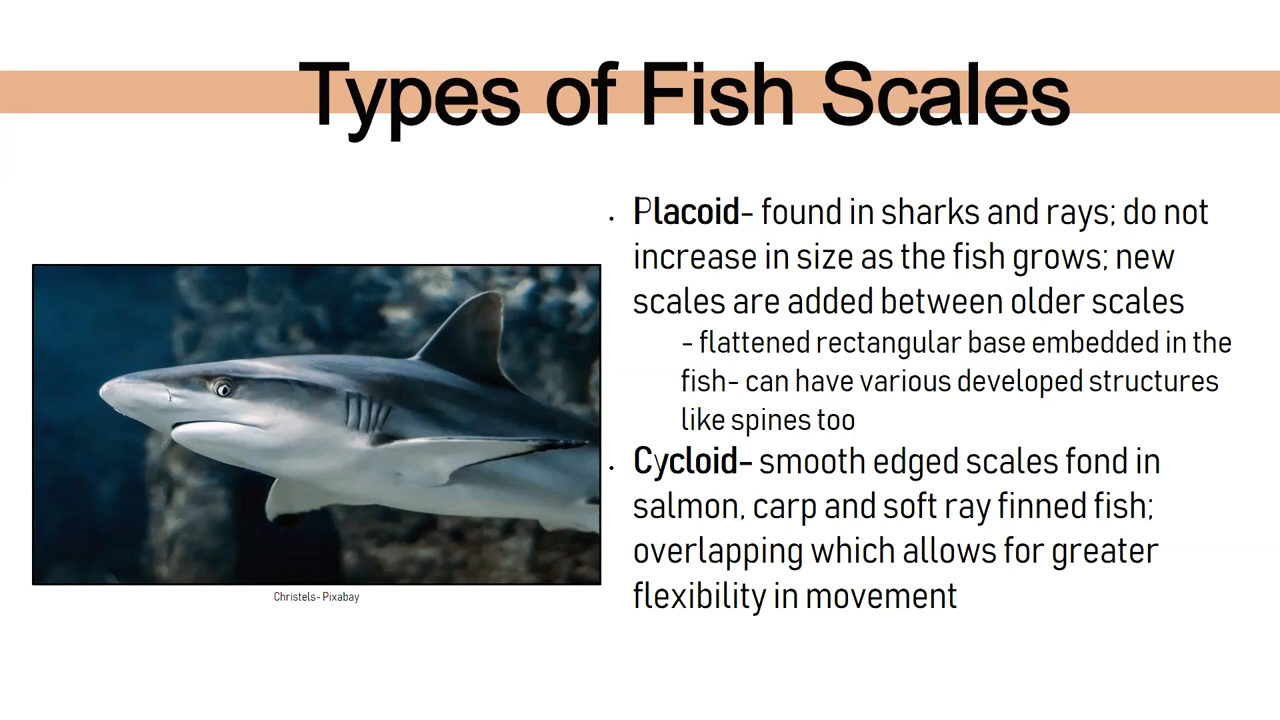 Types of Fish Scales
• Placoid- found in sharks and rays; do not
increase in size as the fish grows; new
scales are added between older scales
- flattened rectangular base embedded in the
fish- can have various developed structures
like spines too
• Cycloid- smooth edged scales fond in
salmon, carp and soft ray finned fish;
overlapping which allows for greater
flexibility in movement
Christels- Pixabay